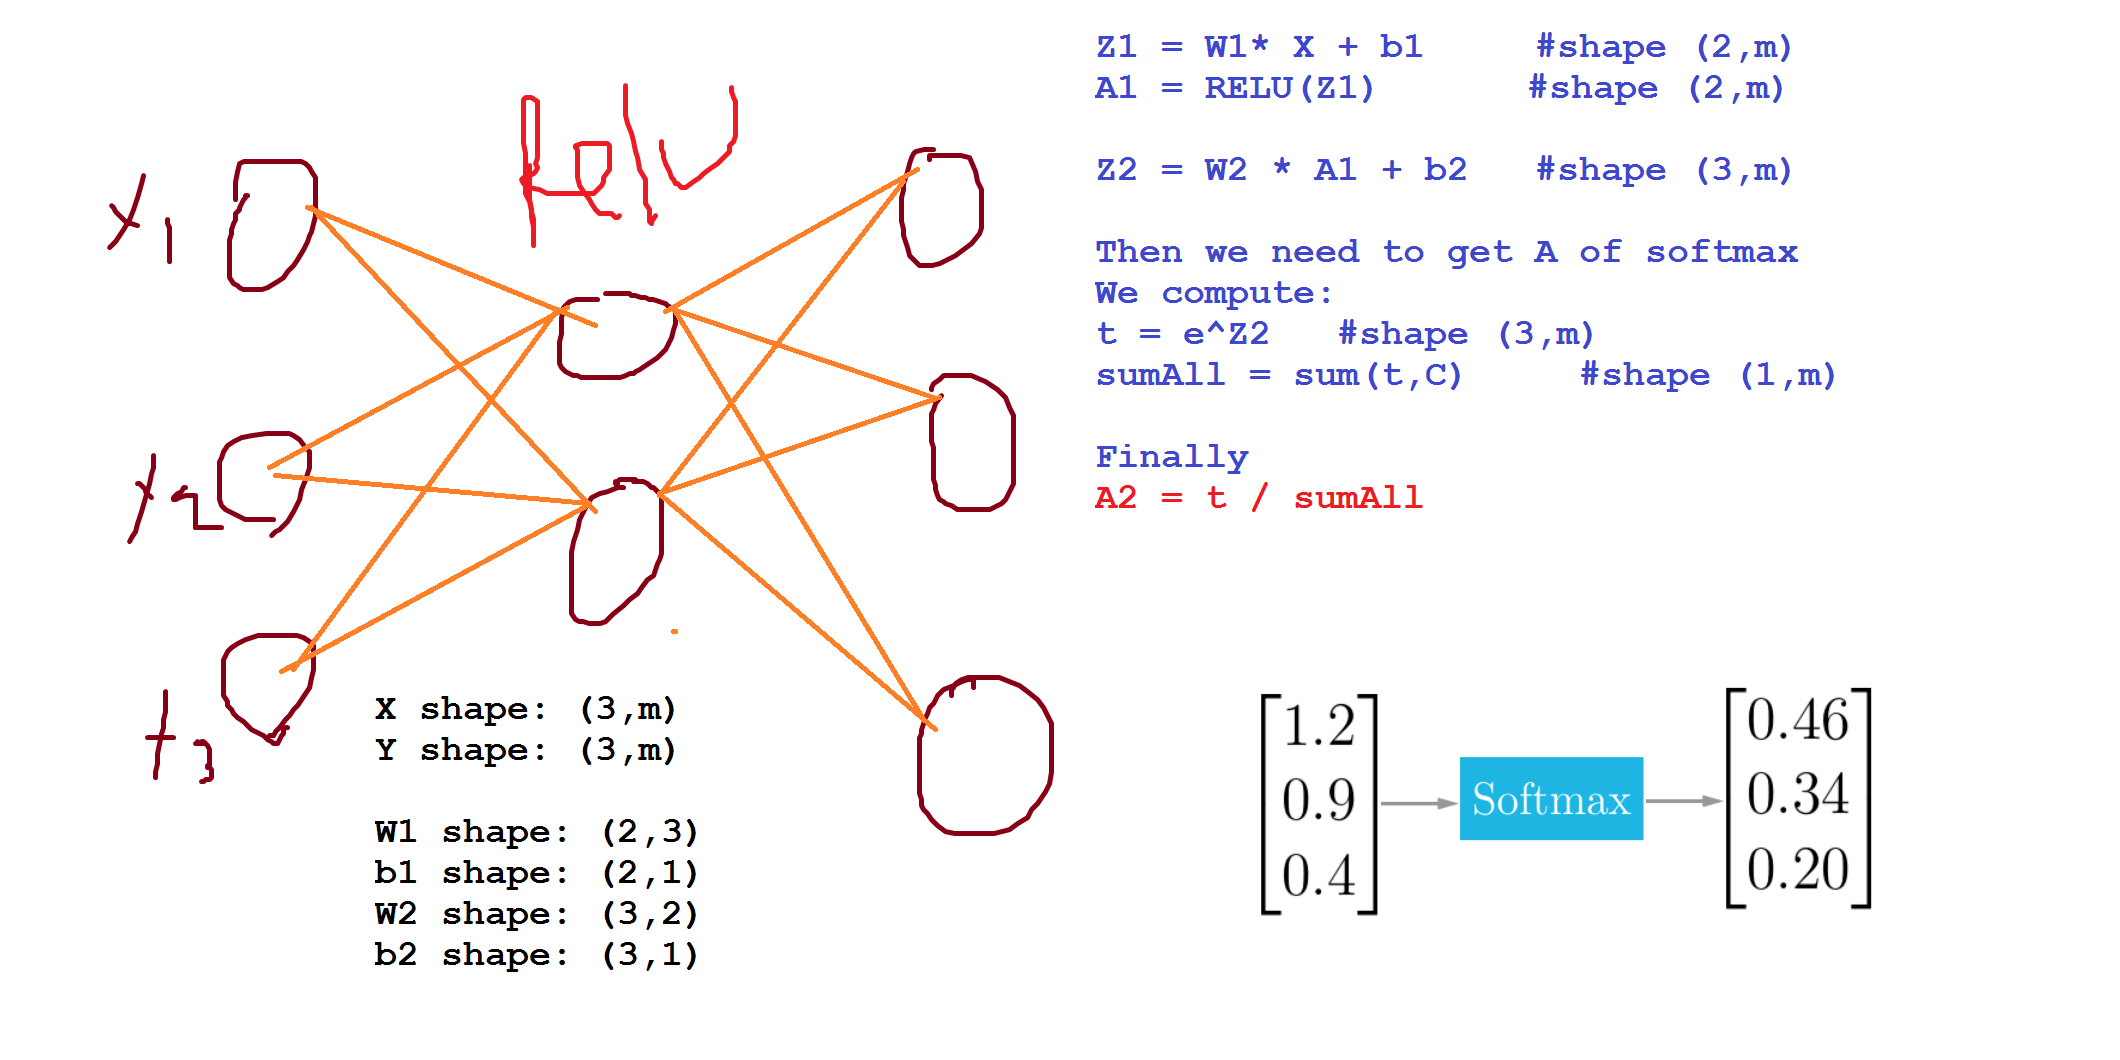 x1
ReLU
x2
x3
X shape: (3,m)
Y shape: (3,m)
W1 shape: (2,3)
b1 shape: (2,1)
W2 shape: (3,2)
b2 shape: (3,1)
Z1 = W1* X + b1 #shape (2,m)
A1 = RELU(Z1) #shape (2,m)
Z2 = W2 * A1 + b2 #shape (3,m)
Then we need to get A of softmax
We compute:
t = e^Z2 #shape (3,m)
sumAll = sum(t,C) #shape (1,m)
Finally
A2 = t / sumAll
1.2
0.9
0.4
Softmax
0.46
0.34
0.20